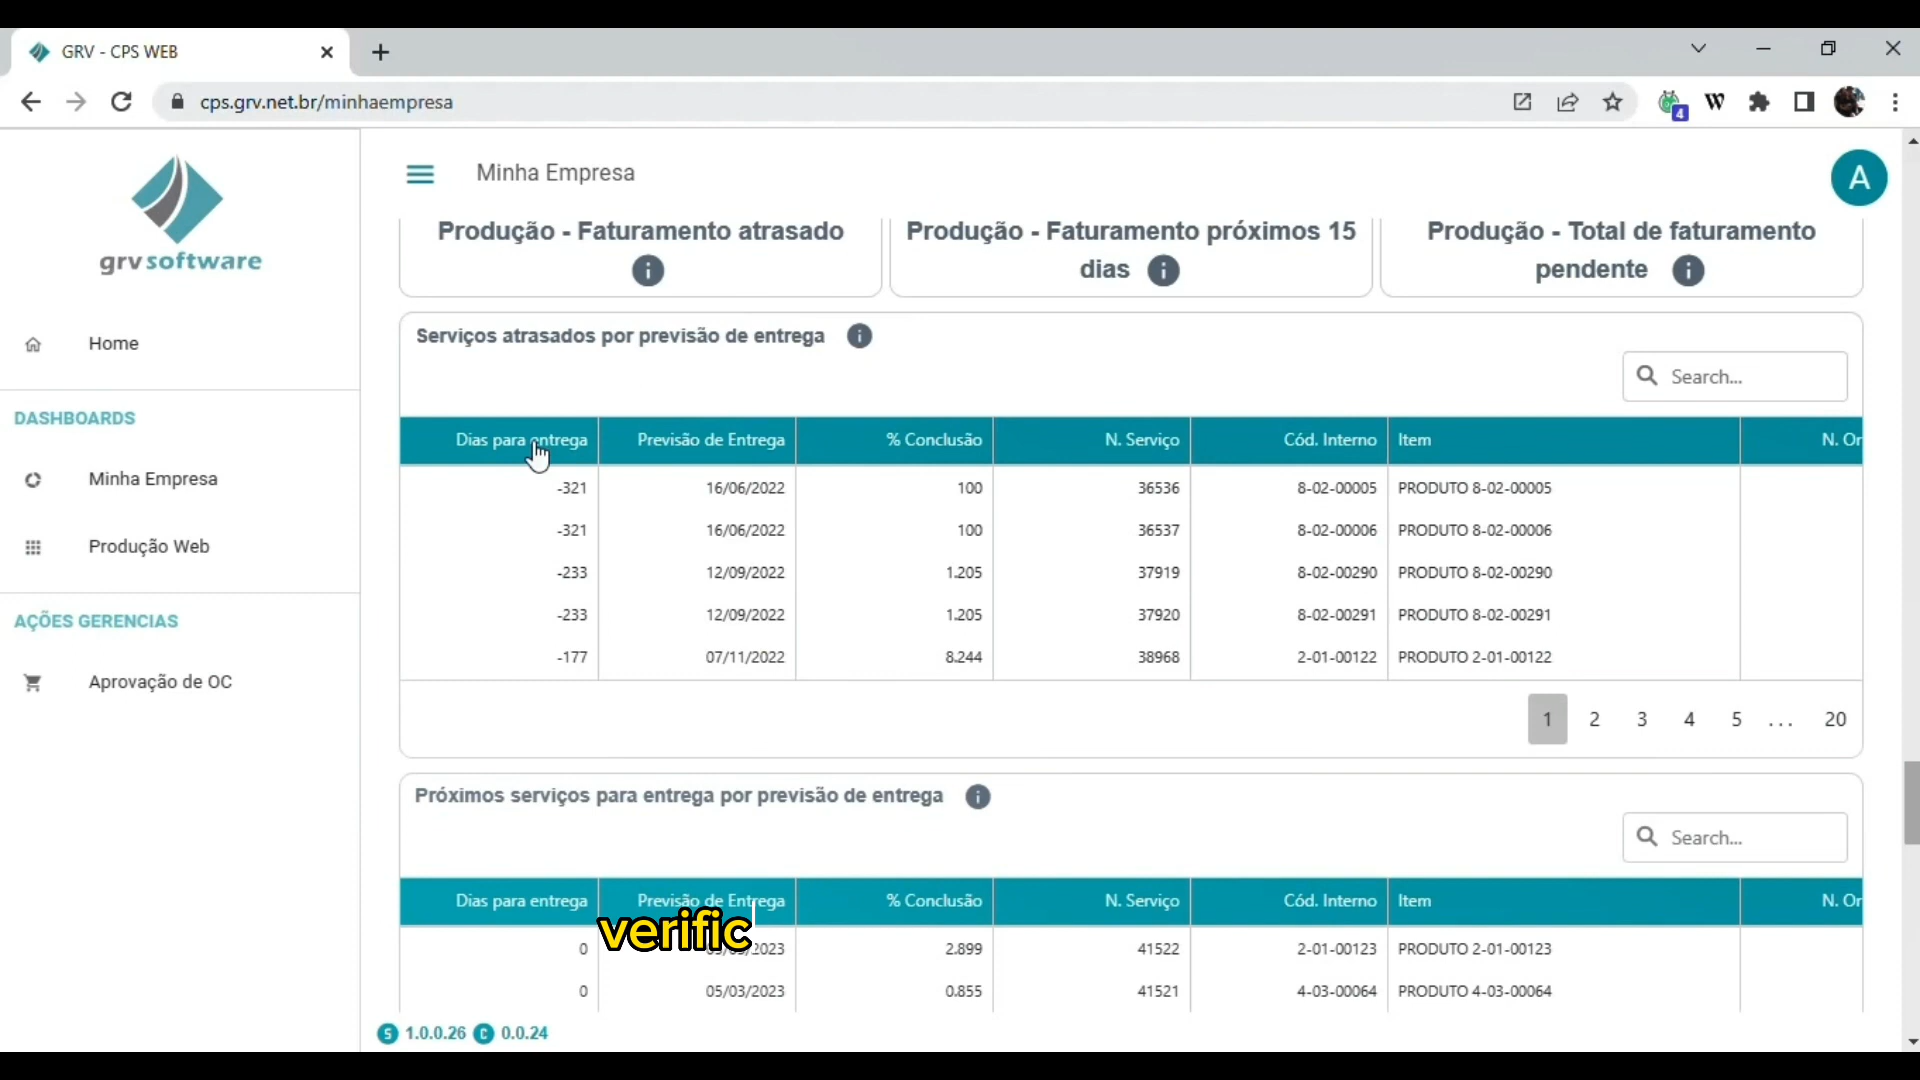 GRV - CPS WEB
cps.grv.net.br/minhaempresa
4
W
grvsoftware
Minha Empresa
A
Home
DASHBOARDS
Minha Empresa
Produção Web
AÇÕES GERENCIAS
Aprovação de OC
Produção - Faturamento atrasado
Produção - Faturamento próximos 15 dias
Produção - Total de faturamento pendente
Serviços atrasados por previsão de entrega
Search...
Dias para entrega Previsão de Entrega % Conclusão N. Serviço Cód. Interno Item N. Or
-321 16/06/2022 100 36536 8-02-00005 PRODUTO 8-02-00005
-321 16/06/2022 100 36537 8-02-00006 PRODUTO 8-02-00006
-233 12/09/2022 1.205 37919 8-02-00290 PRODUTO 8-02-00290
-233 12/09/2022 1.205 37920 8-02-00291 PRODUTO 8-02-00291
-177 07/11/2022 8.244 38968 2-01-00122 PRODUTO 2-01-00122
1 2 3 4 5 ... 20
Próximos serviços para entrega por previsão de entrega
Search...
Dias para entrega Previsão de Entrega % Conclusão N. Serviço Cód. Interno Item N. Or
verific
0 2023 2.899 41522 2-01-00123 PRODUTO 2-01-00123
0 05/03/2023 0.855 41521 4-03-00064 PRODUTO 4-03-00064
S 1.0.0.26 C 0.0.24